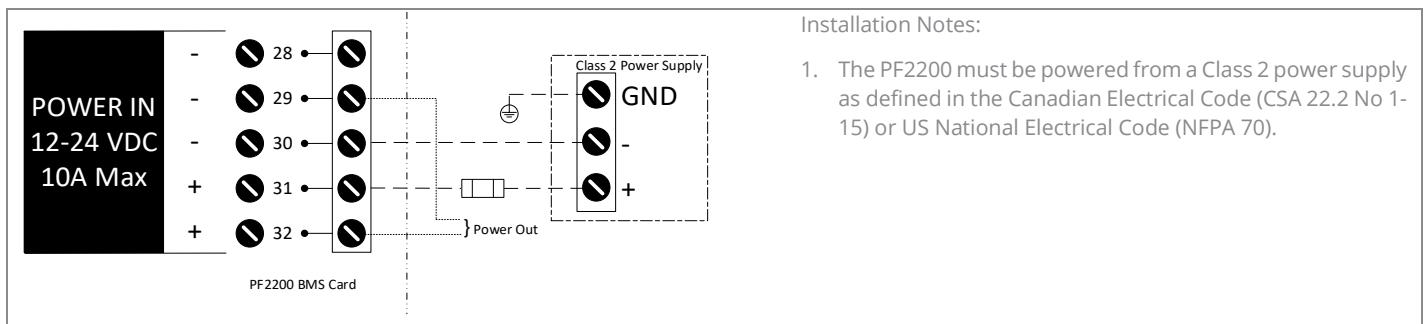 POWER IN
12-24 VDC
10A Max
-
-
-
+
+
28
29
30
31
32
PF2200 BMS Card
Class 2 Power Supply
GND
-
+
} Power Out
Installation Notes:
1. The PF2200 must be powered from a Class 2 power supply
as defined in the Canadian Electrical Code (CSA 22.2 No 1-
15) or US National Electrical Code (NFPA 70).